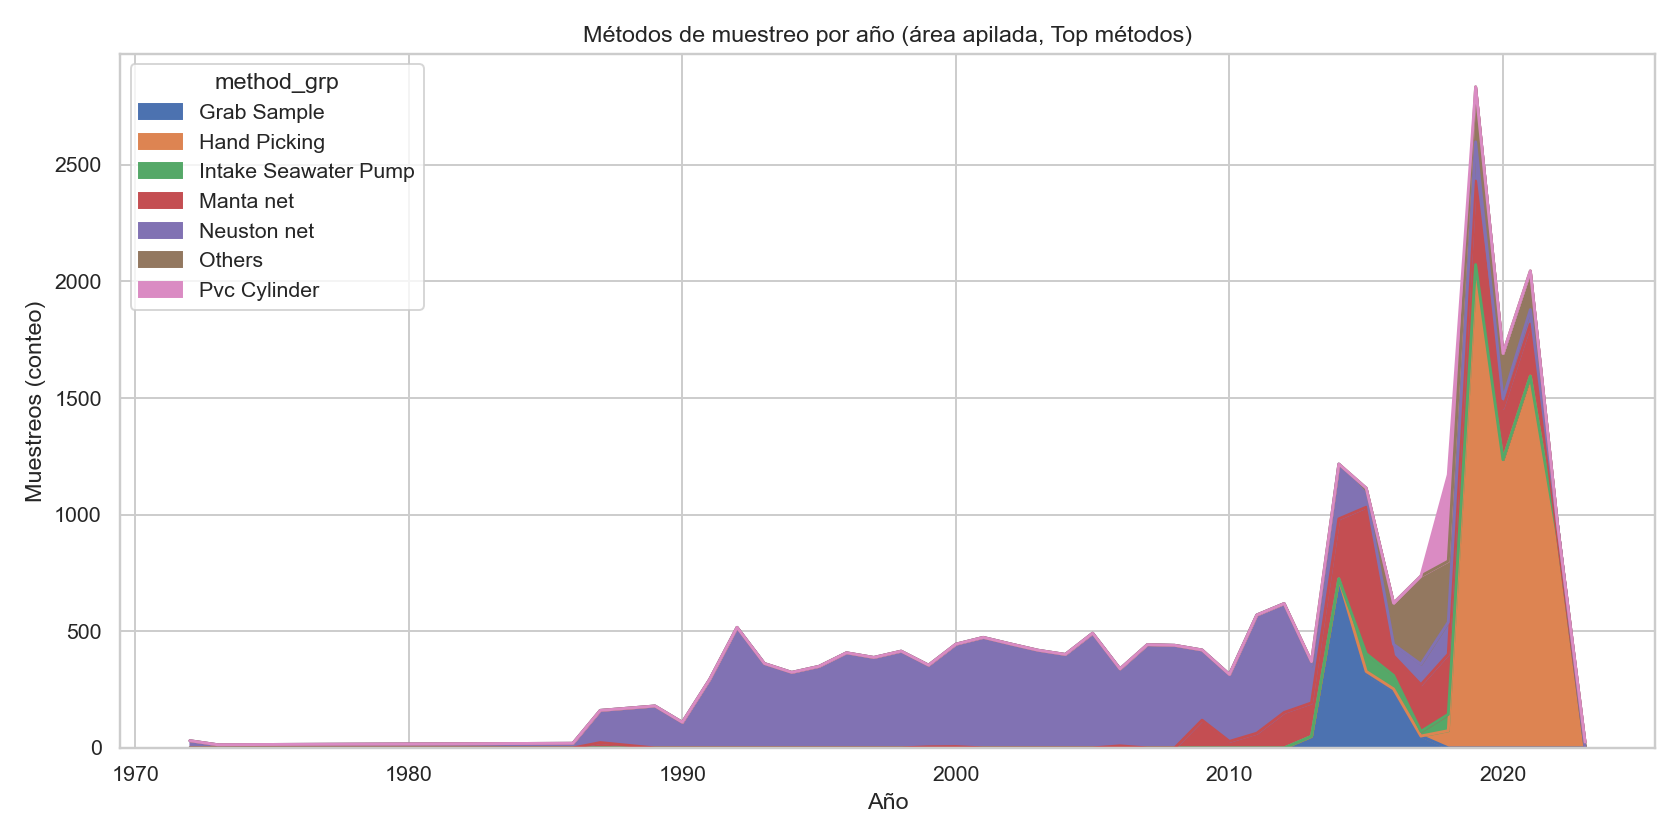 Métodos de muestreo por año (área apilada, Top métodos)
method_grp
Grab Sample
Hand Picking
Intake Seawater Pump
Manta net
Neuston net
Others
Pvc Cylinder
Muestreos (conteo)
2500
2000
1500
1000
500
0
1970
1980
1990
2000
2010
2020
Año